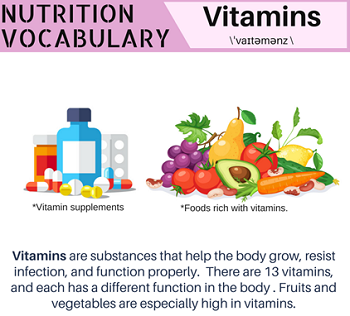 NUTRITION
VOCABULARY
Vitamins
\ˈvaɪtəmənz \
*Vitamin supplements
*Foods rich with vitamins.
Vitamins are substances that help the body grow, resist
infection, and function properly. There are 13 vitamins,
and each has a different function in the body . Fruits and
vegetables are especially high in vitamins.